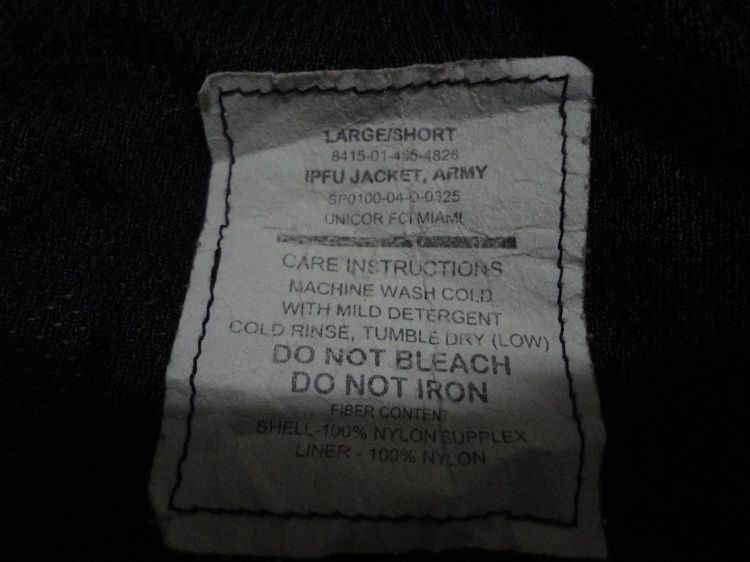 LARGE/SHORT
8415-01-465-4826
IPFU JACKET, ARMY
SP0100-04-D-0325
UNICOR FCI MIAMI
CARE INSTRUCTIONS
MACHINE WASH COLD
WITH MILD DETERGENT
COLD RINSE, TUMBLE DRY (LOW)
DO NOT BLEACH
DO NOT IRON
FIBER CONTENT
SHELL-100% NYLON SUPPLEX
LINER - 100% NYLON